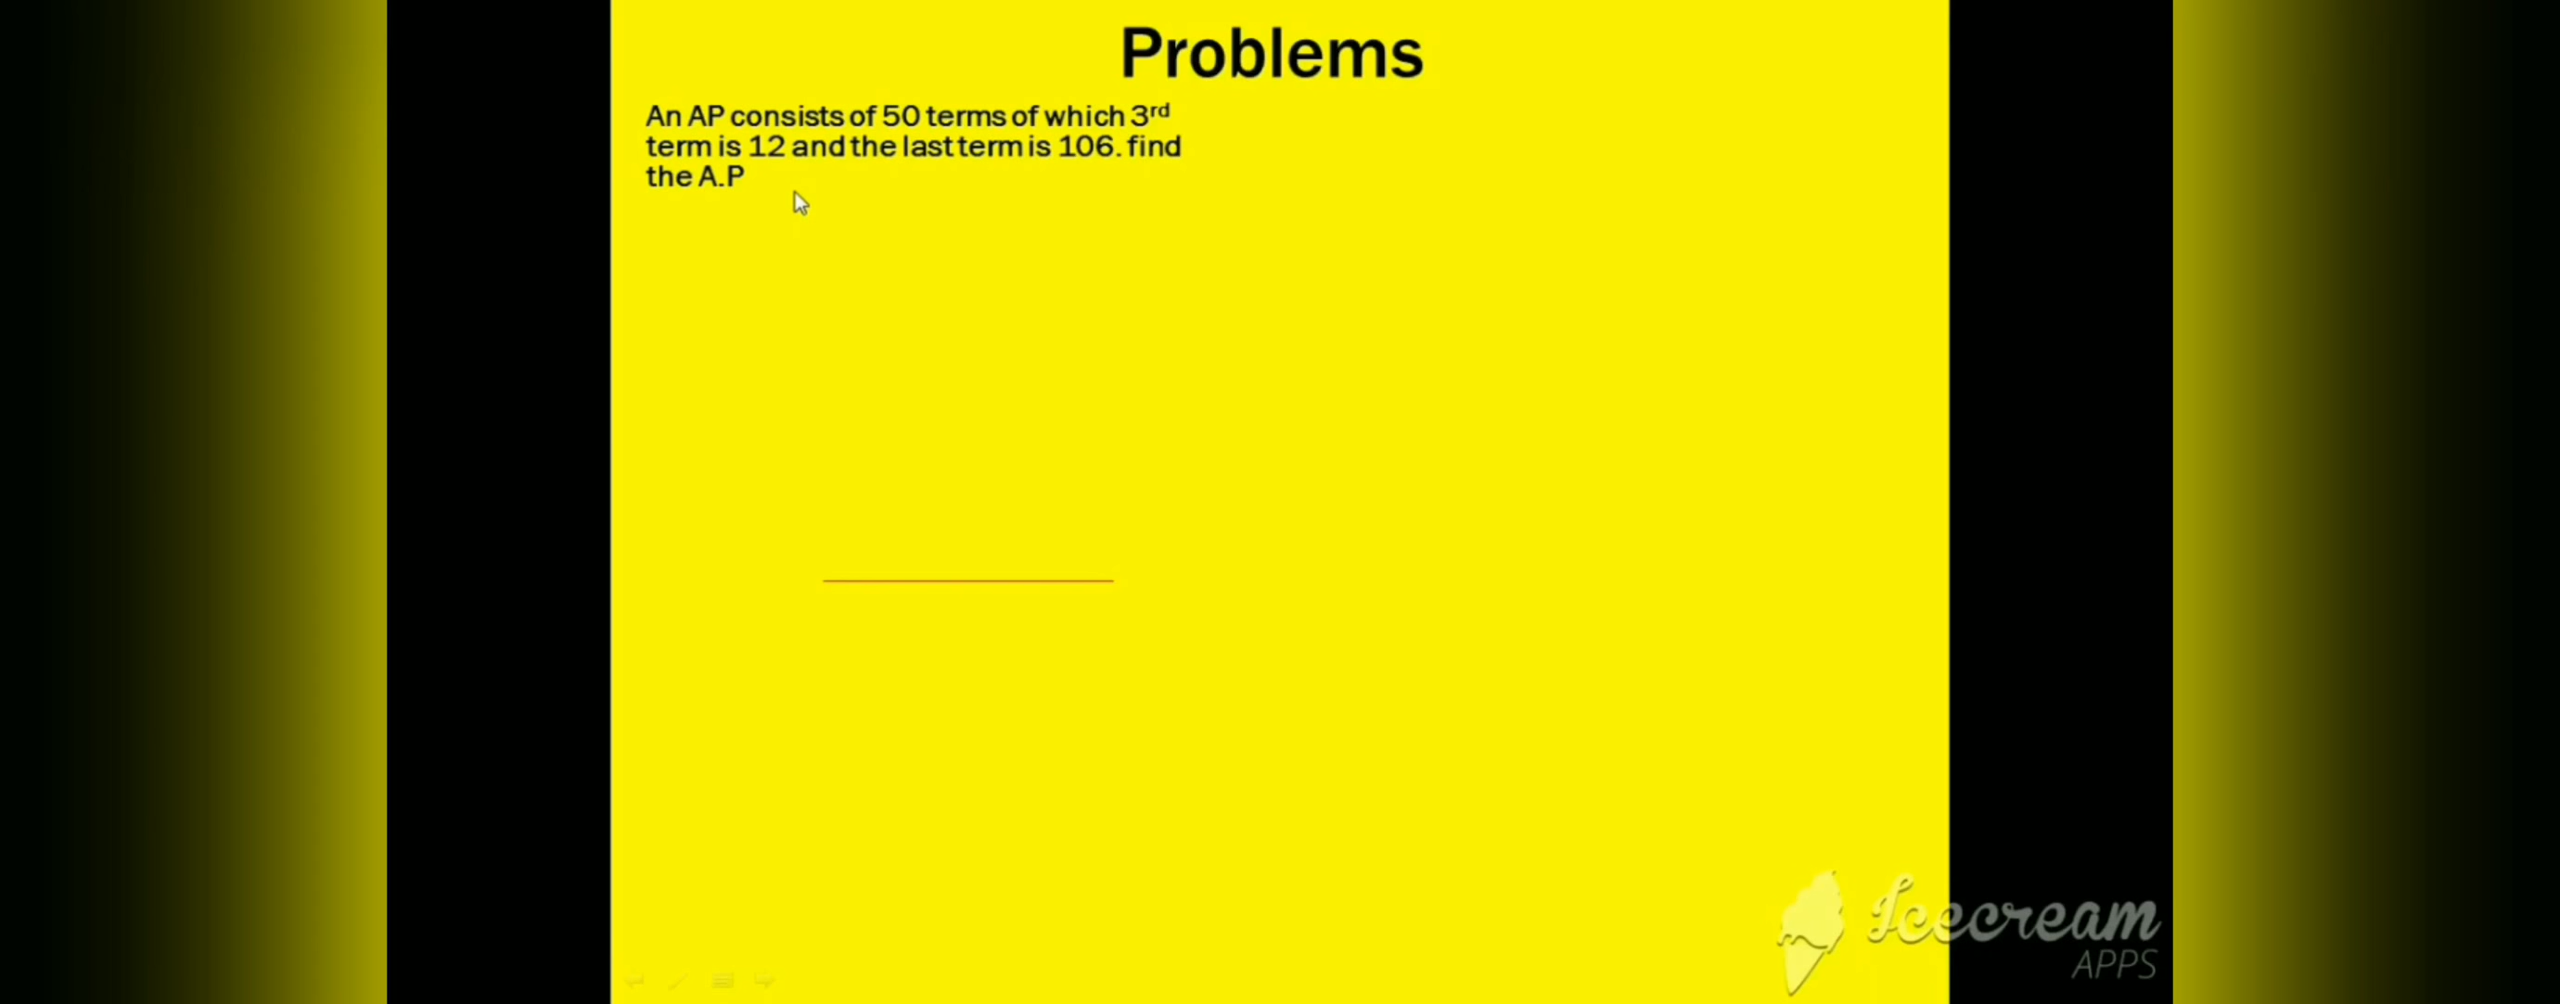 Problems
An AP consists of 50 terms of which 3rd
term is 12 and the last term is 106. find
the A.P
Icecream
APPS